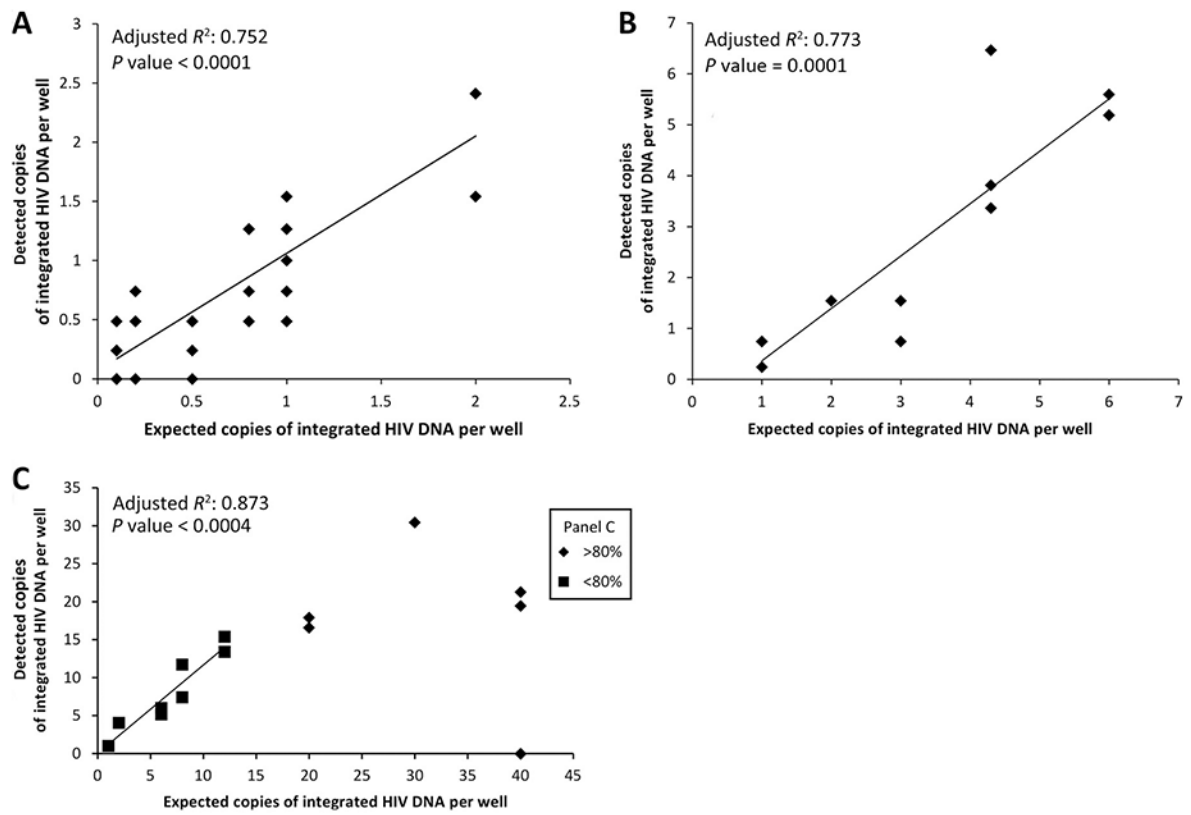 A
Adjusted R²: 0.752
P value < 0.0001
Detected copies
of integrated HIV DNA per well
3
2.5
2
1.5
1
0.5
0
0 0.5 1 1.5 2 2.5
Expected copies of integrated HIV DNA per well
B
Adjusted R²: 0.773
P value = 0.0001
Detected copies
of integrated HIV DNA per well
7
6
5
4
3
2
1
0
0 1 2 3 4 5 6 7
Expected copies of integrated HIV DNA per well
C
Adjusted R²: 0.873
P value < 0.0004
Detected copies
of integrated HIV DNA per well
35
30
25
20
15
10
5
0
0 5 10 15 20 25 30 35 40 45
Expected copies of integrated HIV DNA per well
Panel C
>80%
<80%